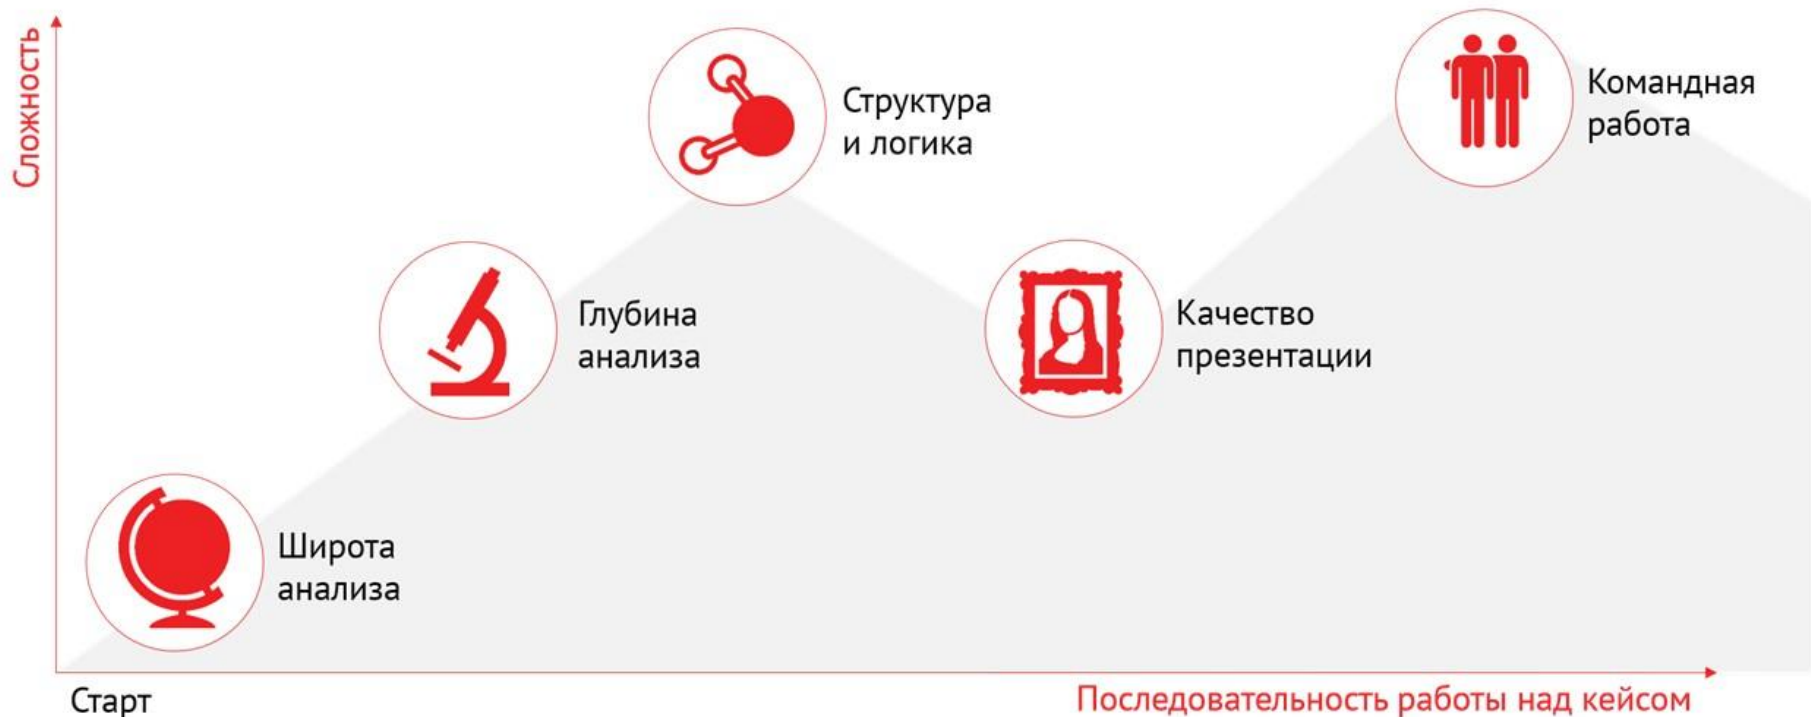 Сложность
Структура
и логика
Командная
работа
Глубина
анализа
Качество
презентации
Широта
анализа
Старт
Последовательность работы над кейсом